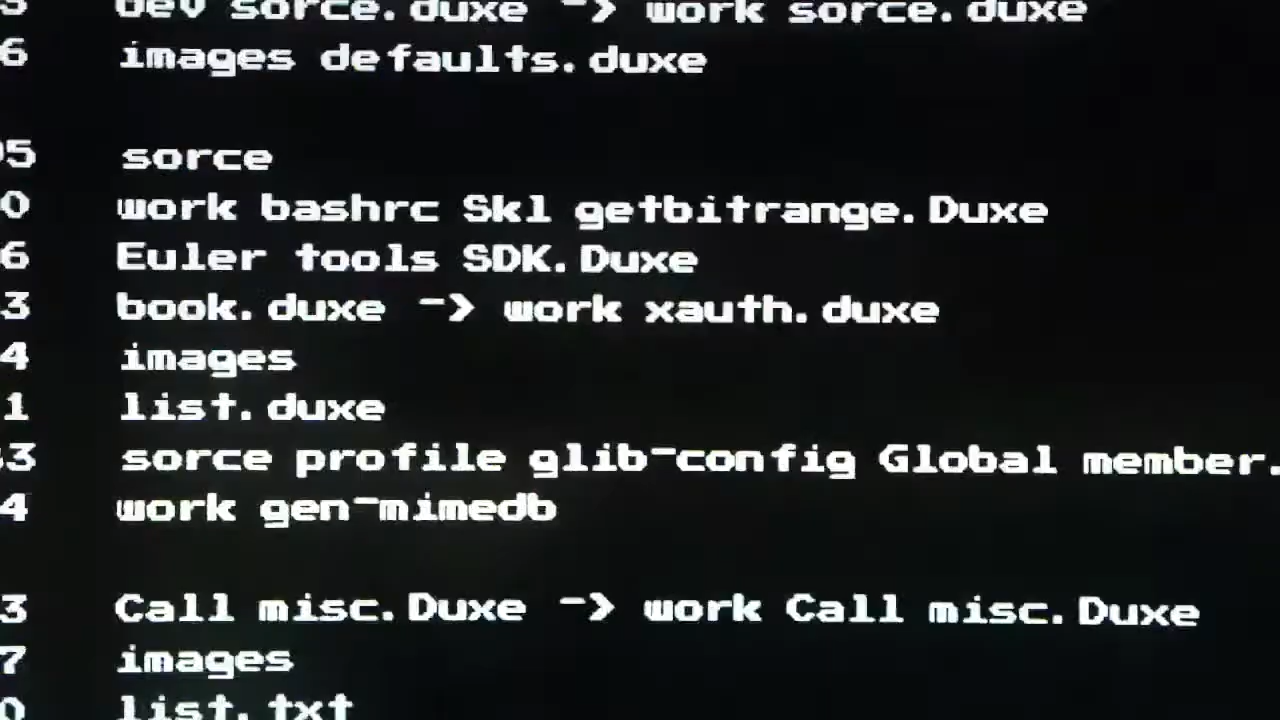 3 dev sorce.duxe -> work sorce.duxe
6 images defaults.duxe
05 sorce
0 work bashrc Skl getbitrange.Duxe
6 Euler tools SDK.Duxe
3 book.duxe -> work xauth.duxe
4 images
1 list.duxe
3 sorce profile glib-config Global member.
4 work gen-mimedb
3 Call misc.Duxe -> work Call misc.Duxe
7 images
0 list.txt